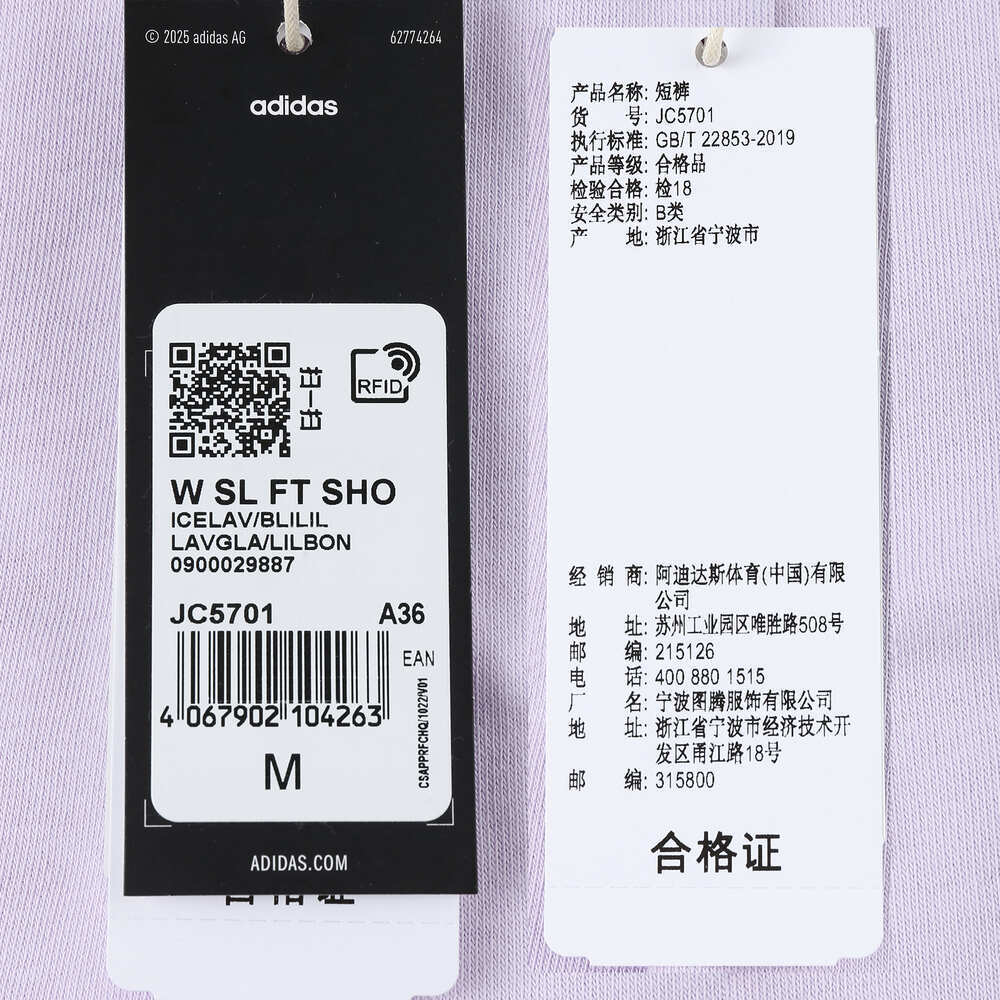 © 2025 adidas AG 62774264
adidas
扫一扫
RFID
W SL FT SHO
ICELAV/BLILIL
LAVGLA/LILBON
0900029887
JC5701 A36
EAN
4 067902 104263
CSAPPRFCHQ/1022/V01
M
ADIDAS.COM
合格证
产品名称: 短裤
货 号: JC5701
执行标准: GB/T 22853-2019
产品等级: 合格品
检验合格: 检18
安全类别: B类
产 地: 浙江省宁波市
经 销 商: 阿迪达斯体育(中国)有限
公司
地 址: 苏州工业园区唯胜路508号
邮 编: 215126
电 话: 400 880 1515
厂 名: 宁波图腾服饰有限公司
地 址: 浙江省宁波市经济技术开
发区甬江路18号
邮 编: 315800
合格证